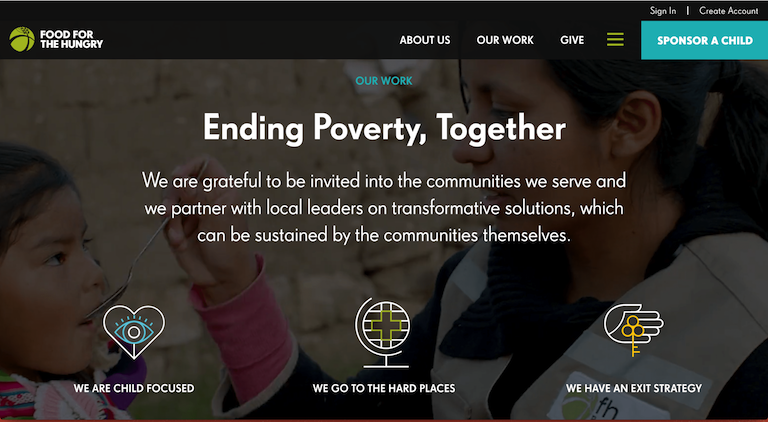 Sign In | Create Account
FOOD FOR
THE HUNGRY
ABOUT US
OUR WORK
GIVE
SPONSOR A CHILD
OUR WORK
Ending Poverty, Together
We are grateful to be invited into the communities we serve and
we partner with local leaders on transformative solutions, which
can be sustained by the communities themselves.
WE ARE CHILD FOCUSED
WE GO TO THE HARD PLACES
WE HAVE AN EXIT STRATEGY
fh